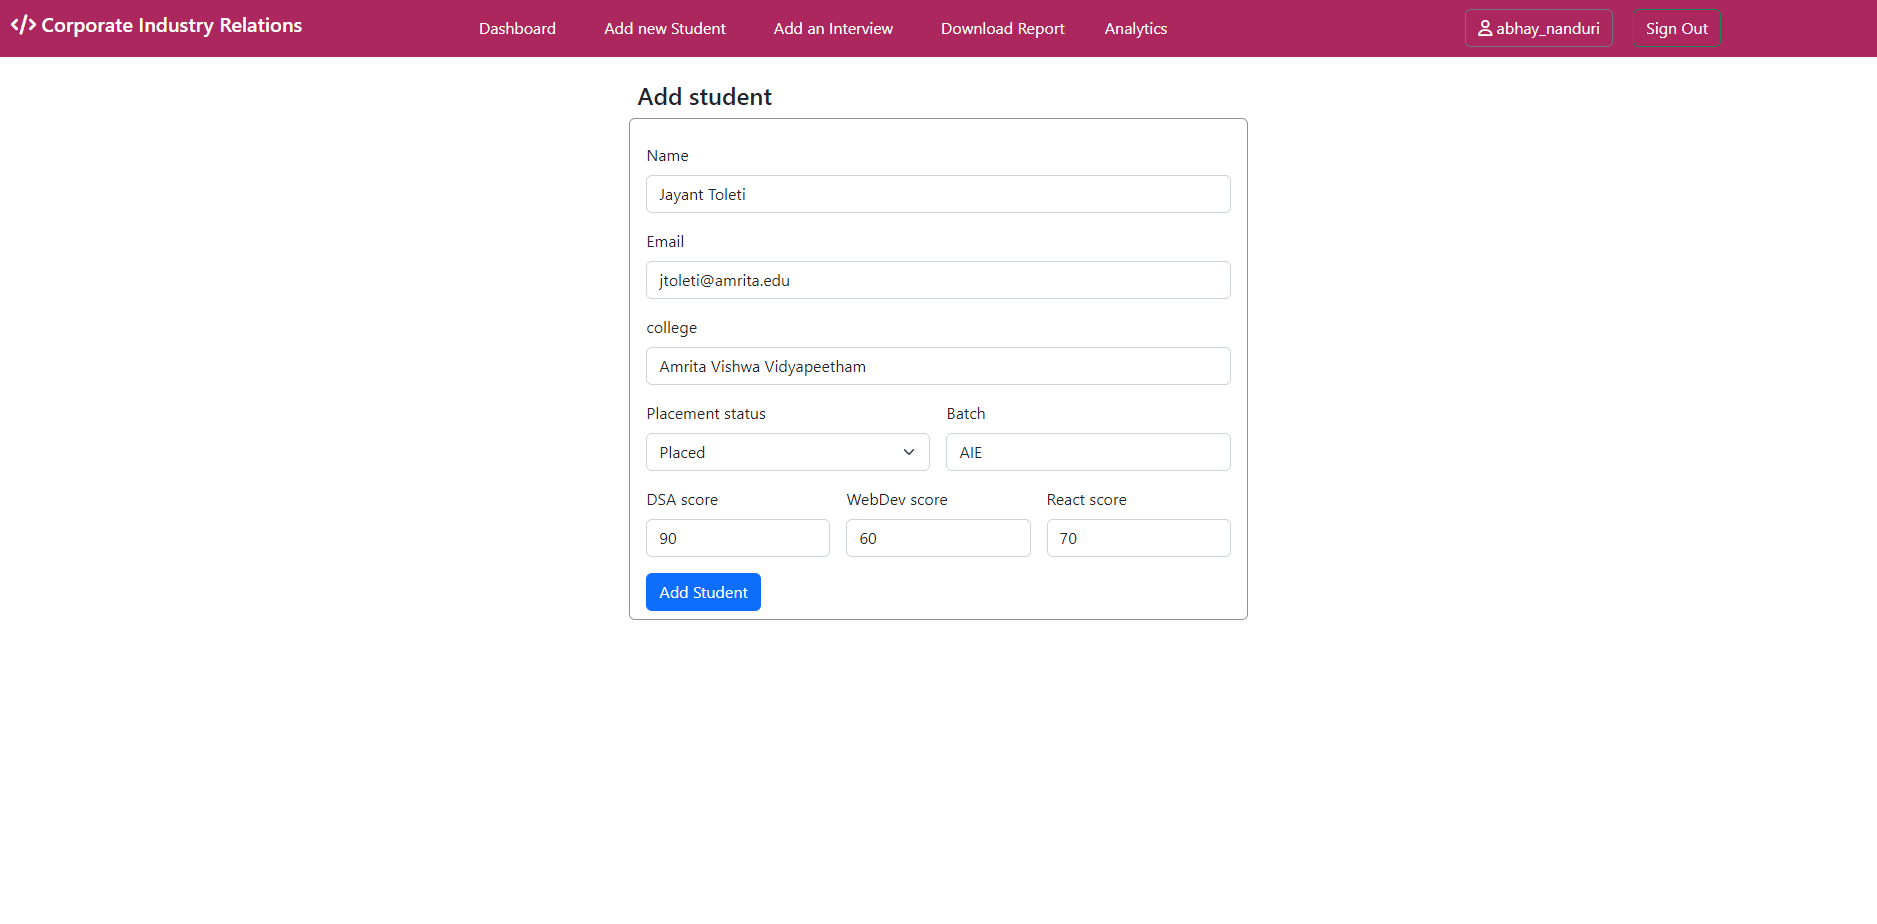 </> Corporate Industry Relations Dashboard Add new Student Add an Interview Download Report Analytics abhay_nanduri Sign Out
Add student
Name
Jayant Toleti
Email
jtoleti@amrita.edu
college
Amrita Vishwa Vidyapeetham
Placement status Batch
Placed AIE
DSA score WebDev score React score
90 60 70
Add Student